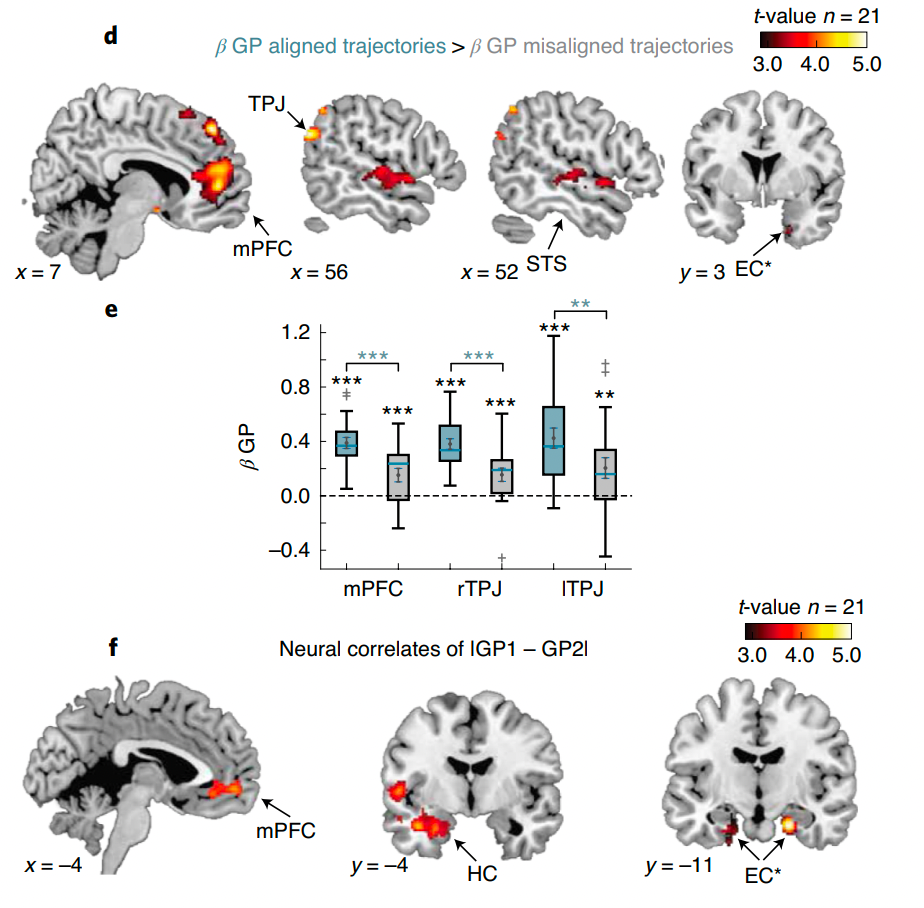 d
β GP aligned trajectories > β GP misaligned trajectories
t-value n = 21
3.0 4.0 5.0
TPJ
mPFC
STS
EC*
x = 7
x = 56
x = 52
y = 3
e
β GP
1.2
0.8
0.4
0.0
–0.4
*** *** **
*** ‡ *** *** *** *** ** ‡ ‡
‡
mPFC rTPJ lTPJ
f
Neural correlates of |GP1 – GP2|
t-value n = 21
3.0 4.0 5.0
mPFC
HC
EC*
x = –4
y = –4
y = –11